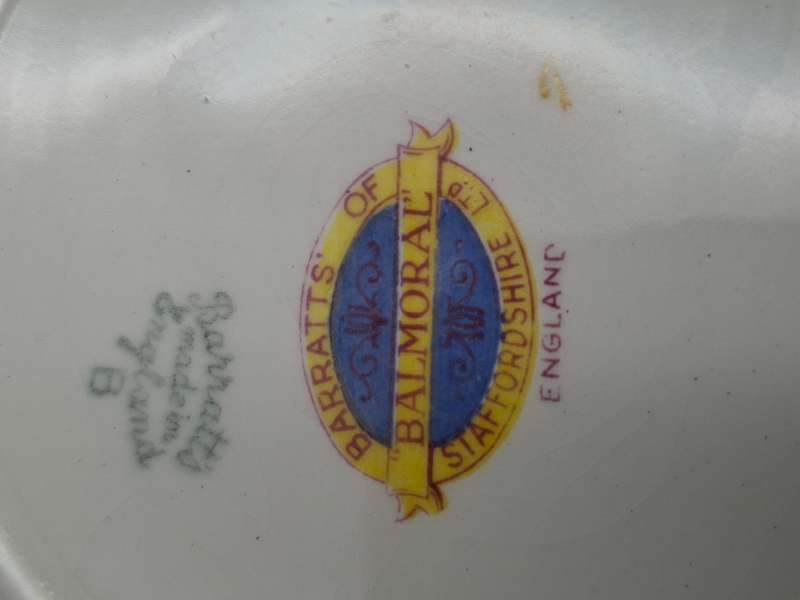 BARRATTS' OF
"BALMORAL"
STAFFORDSHIRE LTD
ENGLAND
Barratts
made in
England
B